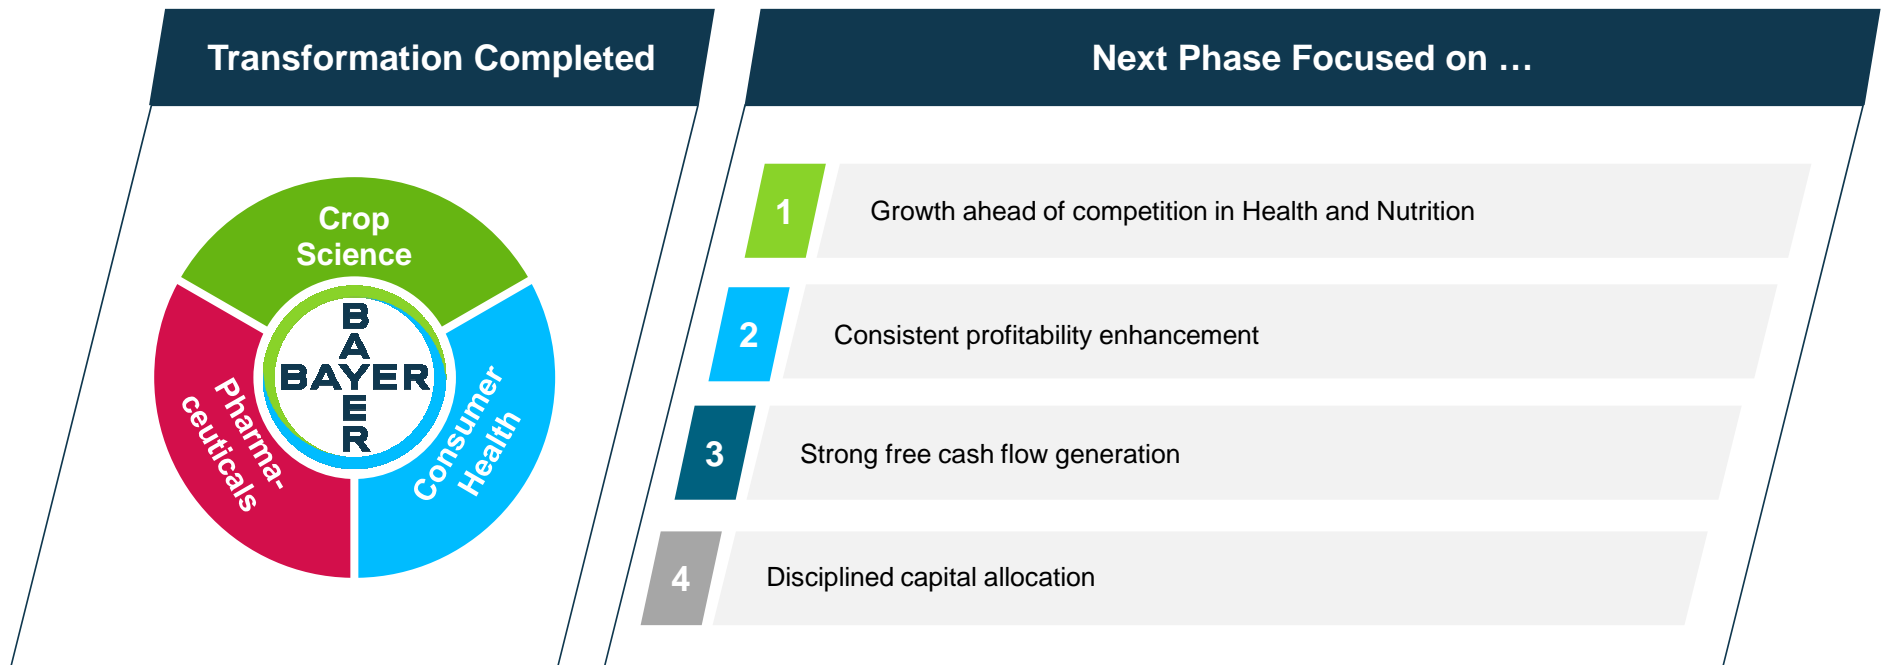 Transformation Completed
Crop
Science
Pharma-
ceuticals
Consumer
Health
BAYER
BAYER
Next Phase Focused on …
1
Growth ahead of competition in Health and Nutrition
2
Consistent profitability enhancement
3
Strong free cash flow generation
4
Disciplined capital allocation